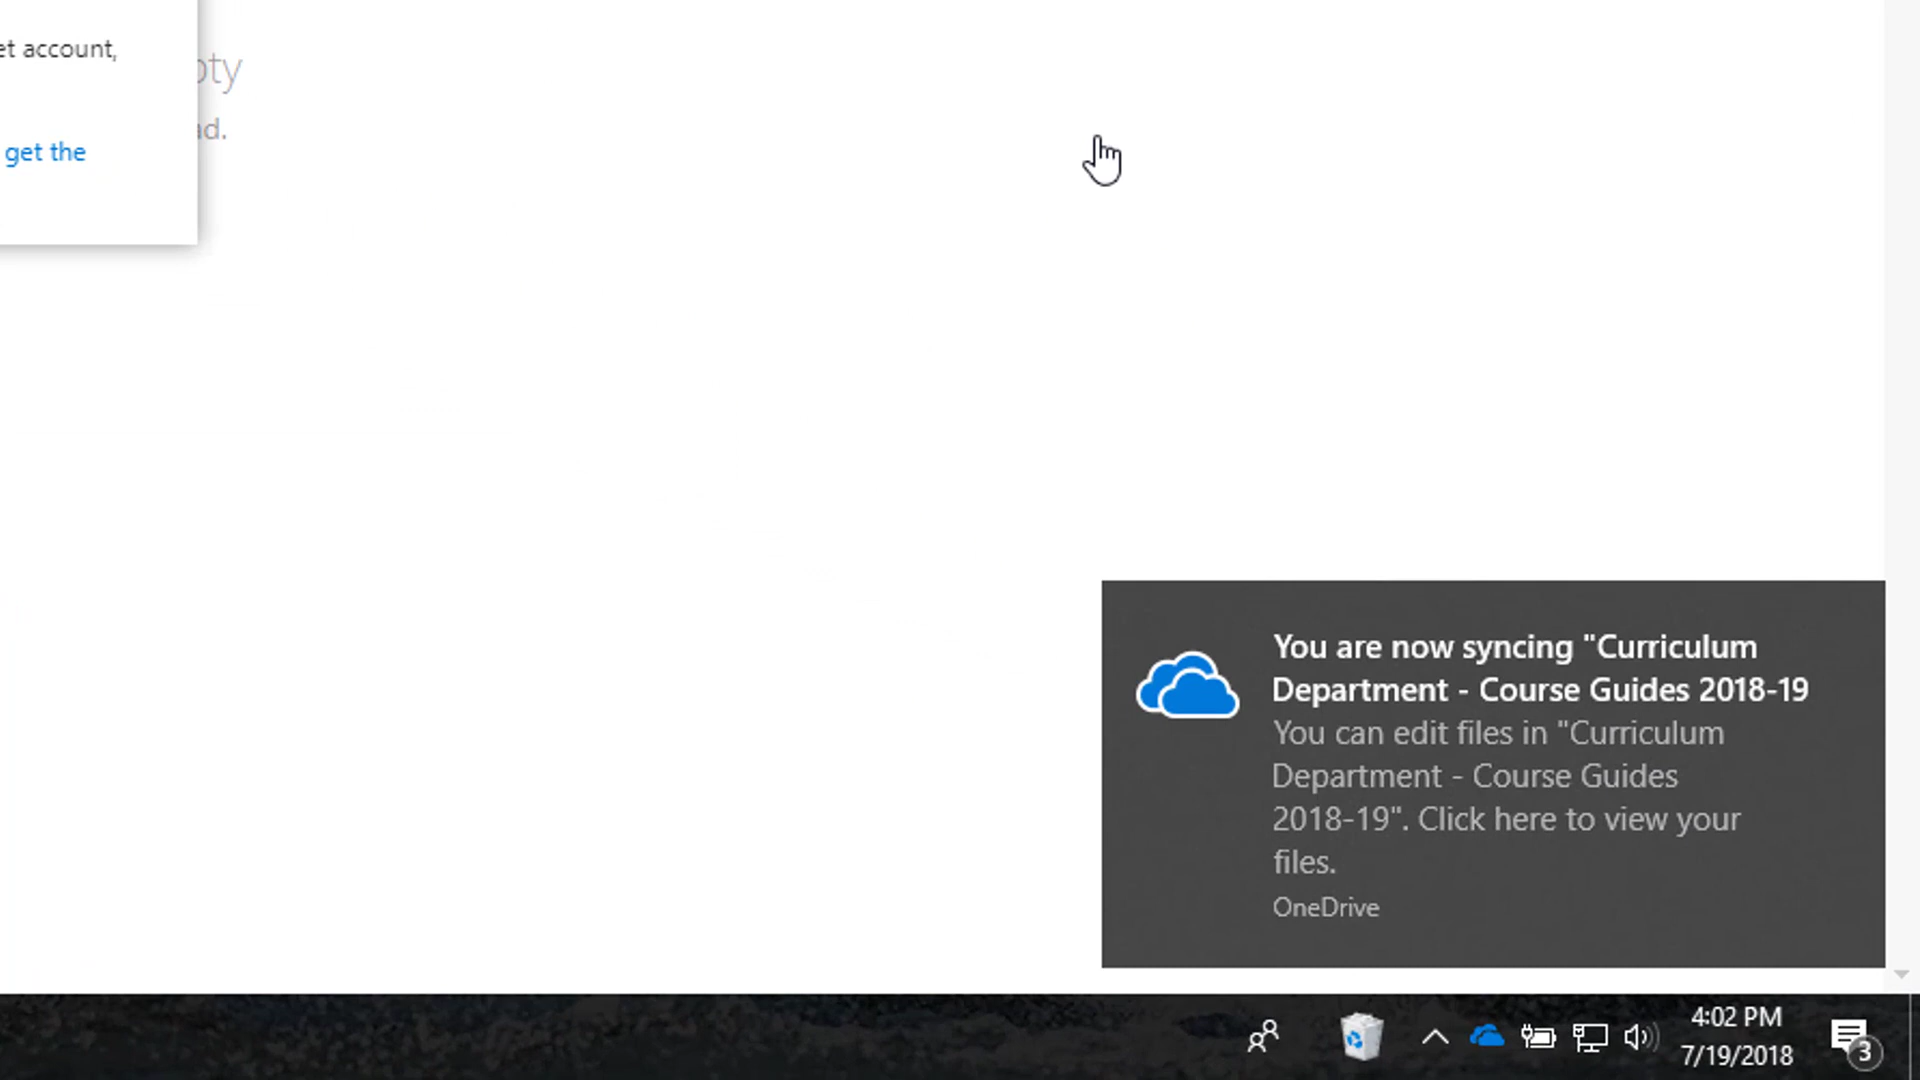 account,
get the
You are now syncing "Curriculum
Department - Course Guides 2018-19
You can edit files in "Curriculum
Department - Course Guides
2018-19". Click here to view your
files.
OneDrive
4:02 PM
7/19/2018
3